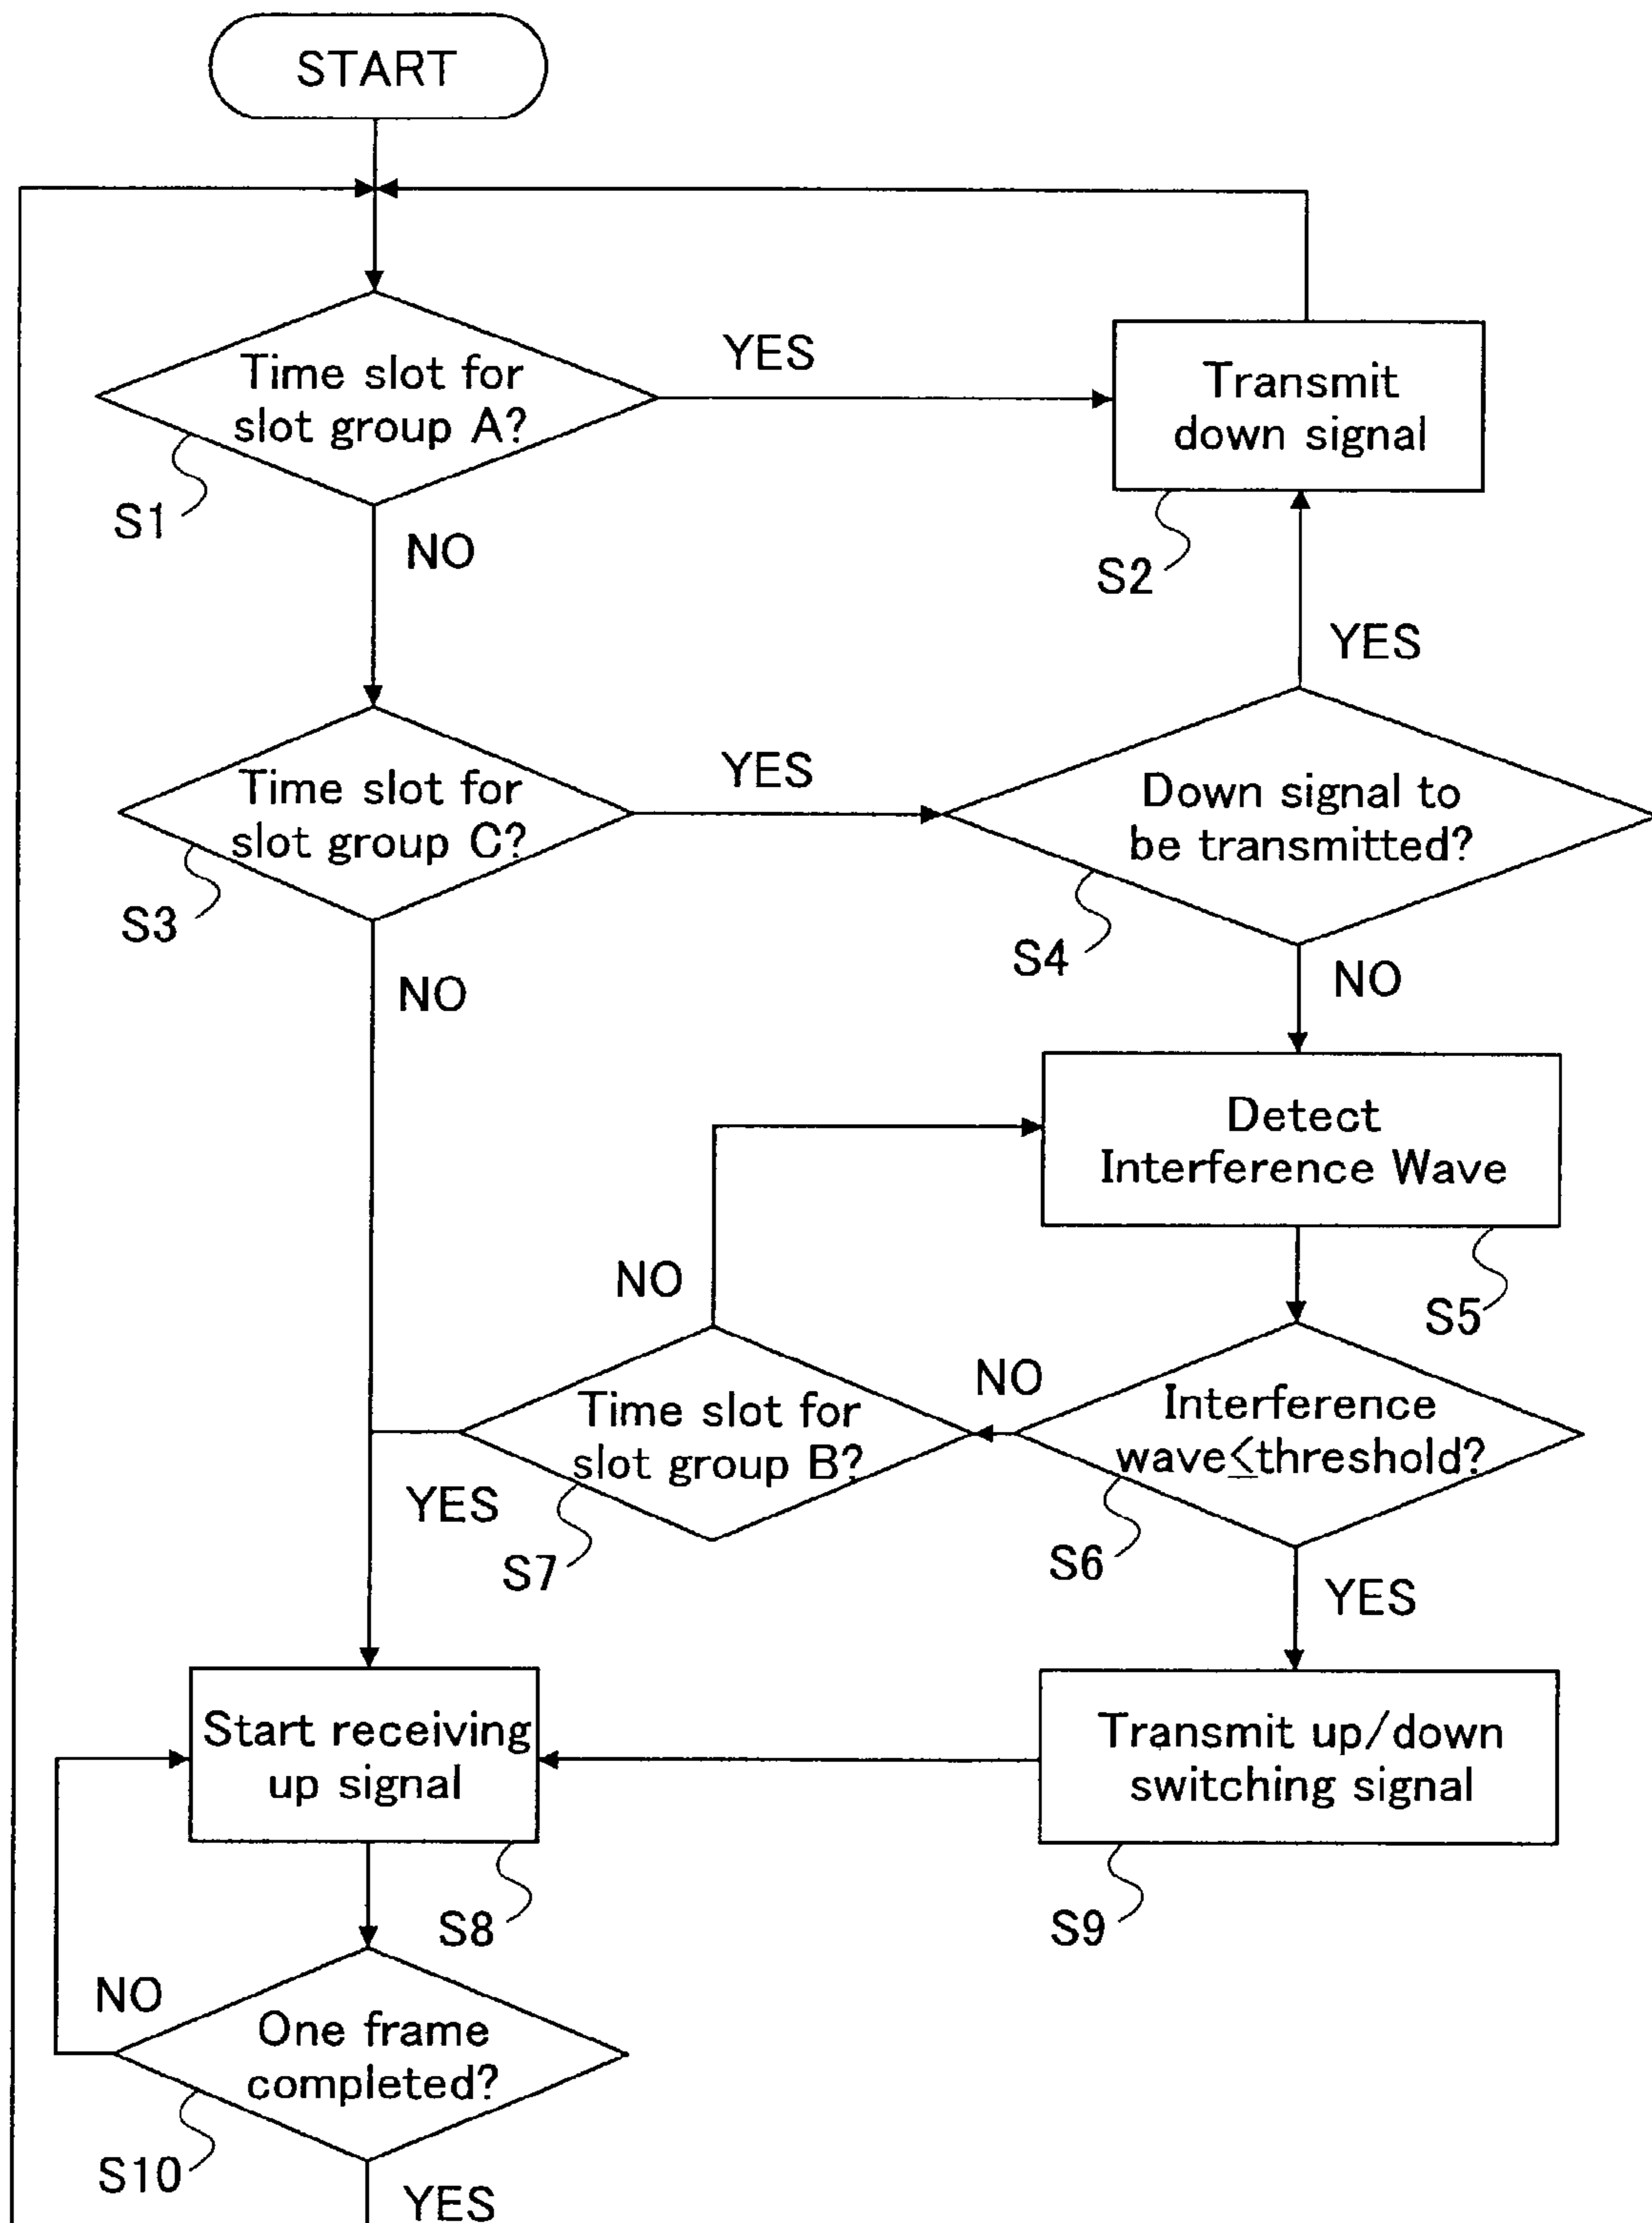 START
Time slot for
slot group A?
YES
Transmit
down signal
S1
NO
S2
YES
Time slot for
slot group C?
YES
Down signal to
be transmitted?
S3
S4
NO
NO
Detect
Interference Wave
S5
NO
Time slot for
slot group B?
NO
Interference
wave≤threshold?
YES
S7
S6
YES
Start receiving
up signal
Transmit up/down
switching signal
S8
S9
NO
One frame
completed?
S10
YES